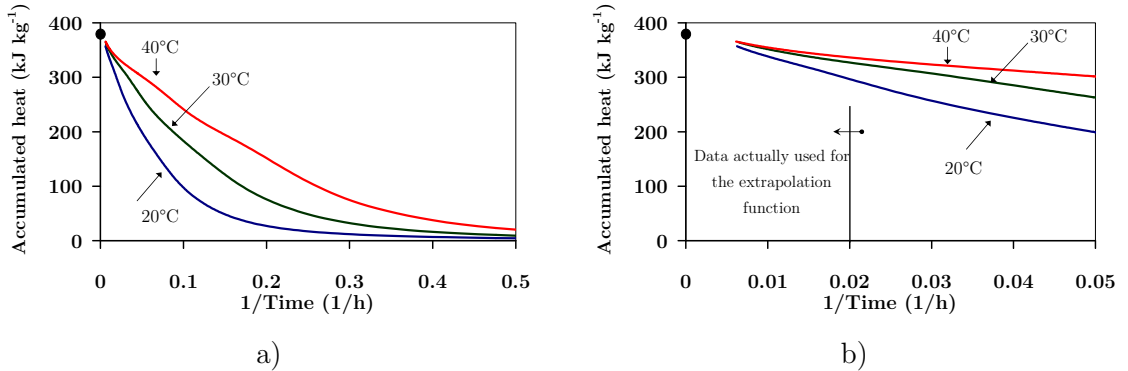 Accumulated heat (kJ kg⁻¹)
400
300
200
100
0
40°C
30°C
20°C
0
0.1
0.2
0.3
0.4
0.5
1/Time (1/h)
a)
Accumulated heat (kJ kg⁻¹)
400
300
200
100
0
40°C
30°C
20°C
Data actually used for
the extrapolation
function
0
0.01
0.02
0.03
0.04
0.05
1/Time (1/h)
b)